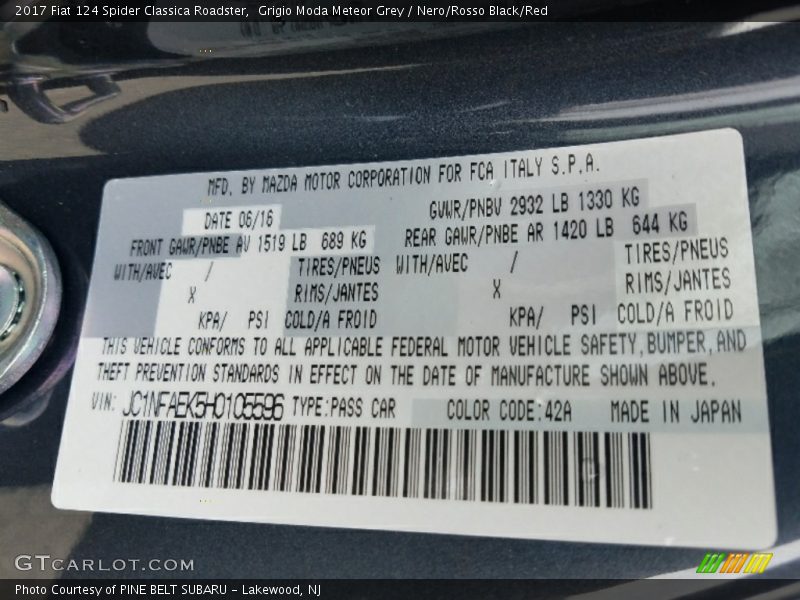 2017 Fiat 124 Spider Classica Roadster,  Grigio Moda Meteor Grey / Nero/Rosso Black/Red
MFD. BY MAZDA MOTOR CORPORATION FOR FCA ITALY S.P.A.
DATE 06/16 GVWR/PNBV 2932 LB 1330 KG
FRONT GAWR/PNBE AV 1519 LB 689 KG REAR GAWR/PNBE AR 1420 LB 644 KG
WITH/AVEC / TIRES/PNEUS WITH/AVEC / TIRES/PNEUS
X RIMS/JANTES X RIMS/JANTES
KPA/ PSI COLD/A FROID KPA/ PSI COLD/A FROID
THIS VEHICLE CONFORMS TO ALL APPLICABLE FEDERAL MOTOR VEHICLE SAFETY, BUMPER, AND
THEFT PREVENTION STANDARDS IN EFFECT ON THE DATE OF MANUFACTURE SHOWN ABOVE.
VIN: JC1NFAEK5H0105596 TYPE:PASS CAR COLOR CODE:42A MADE IN JAPAN
GTCARLOT.COM
Photo Courtesy of PINE BELT SUBARU – Lakewood, NJ